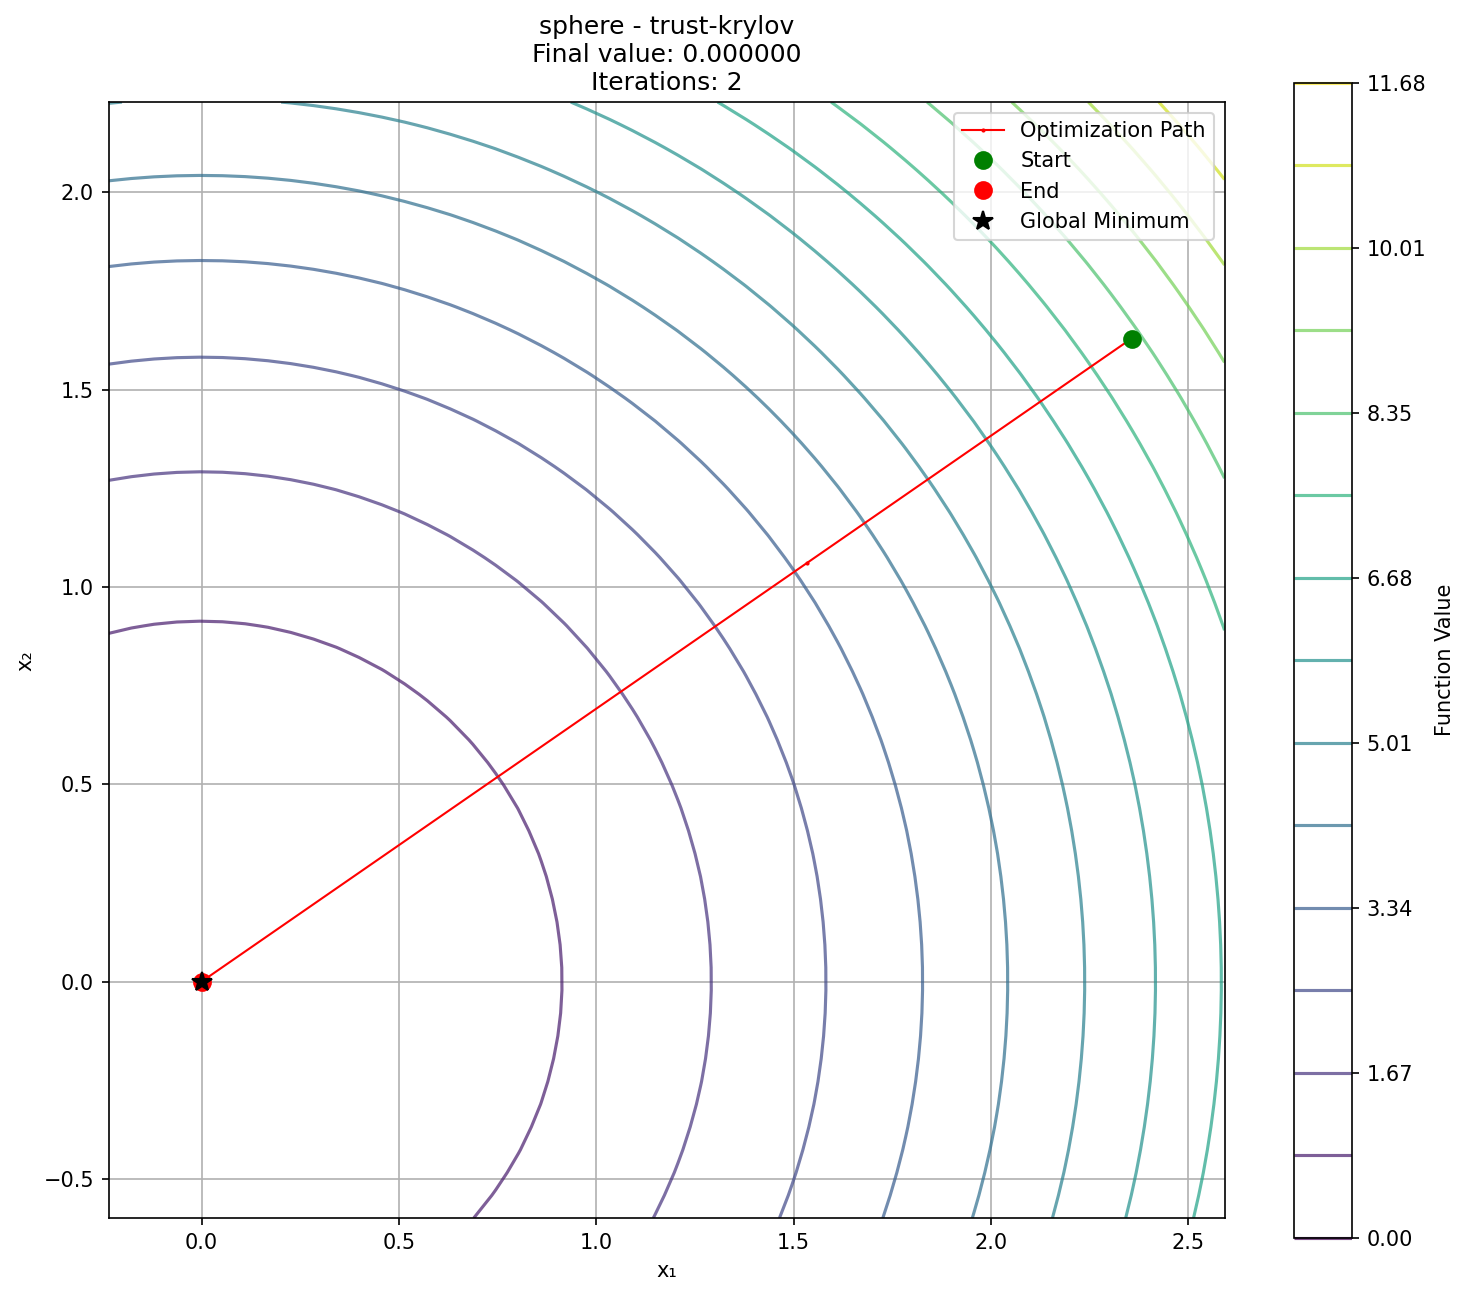 sphere - trust-krylov
Final value: 0.000000
Iterations: 2
Optimization Path
Start
End
Global Minimum
x₂
2.0
1.5
1.0
0.5
0.0
−0.5
0.0
0.5
1.0
1.5
2.0
2.5
x₁
11.68
10.01
8.35
6.68
5.01
3.34
1.67
0.00
Function Value